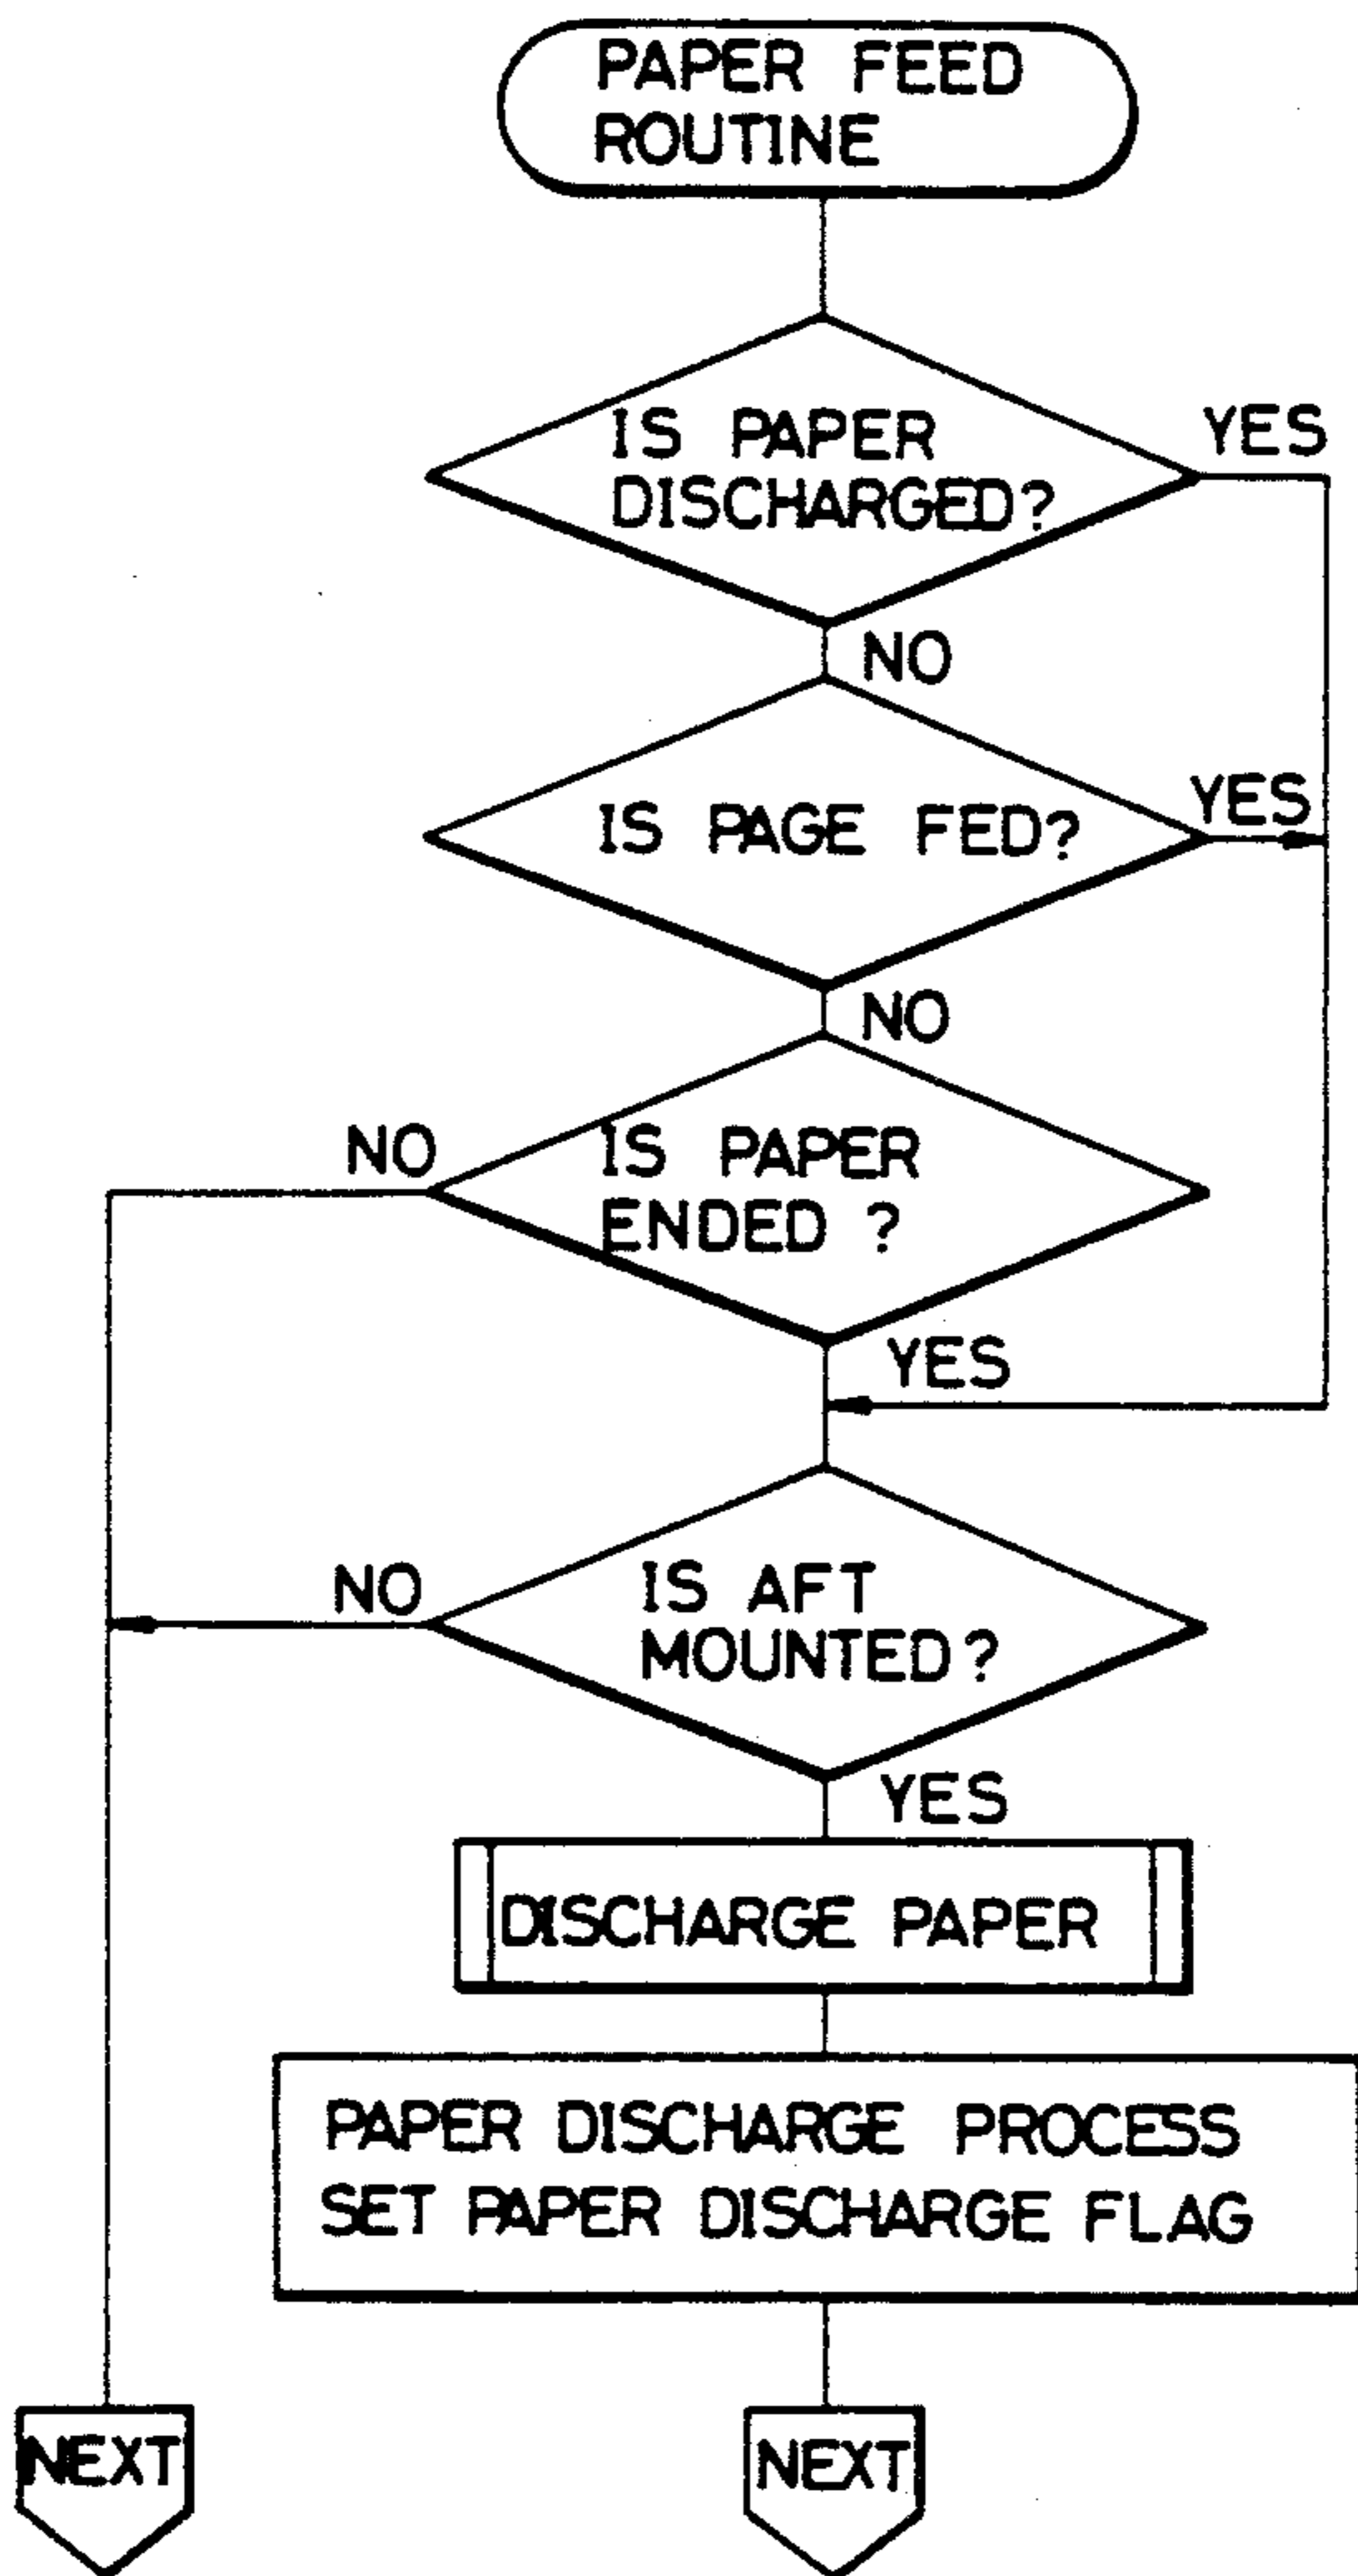 PAPER FEED
ROUTINE
IS PAPER
DISCHARGED?
YES
NO
IS PAGE FED?
YES
NO
NO
IS PAPER
ENDED ?
YES
NO
IS AFT
MOUNTED?
YES
DISCHARGE PAPER
PAPER DISCHARGE PROCESS
SET PAPER DISCHARGE FLAG
NEXT
NEXT